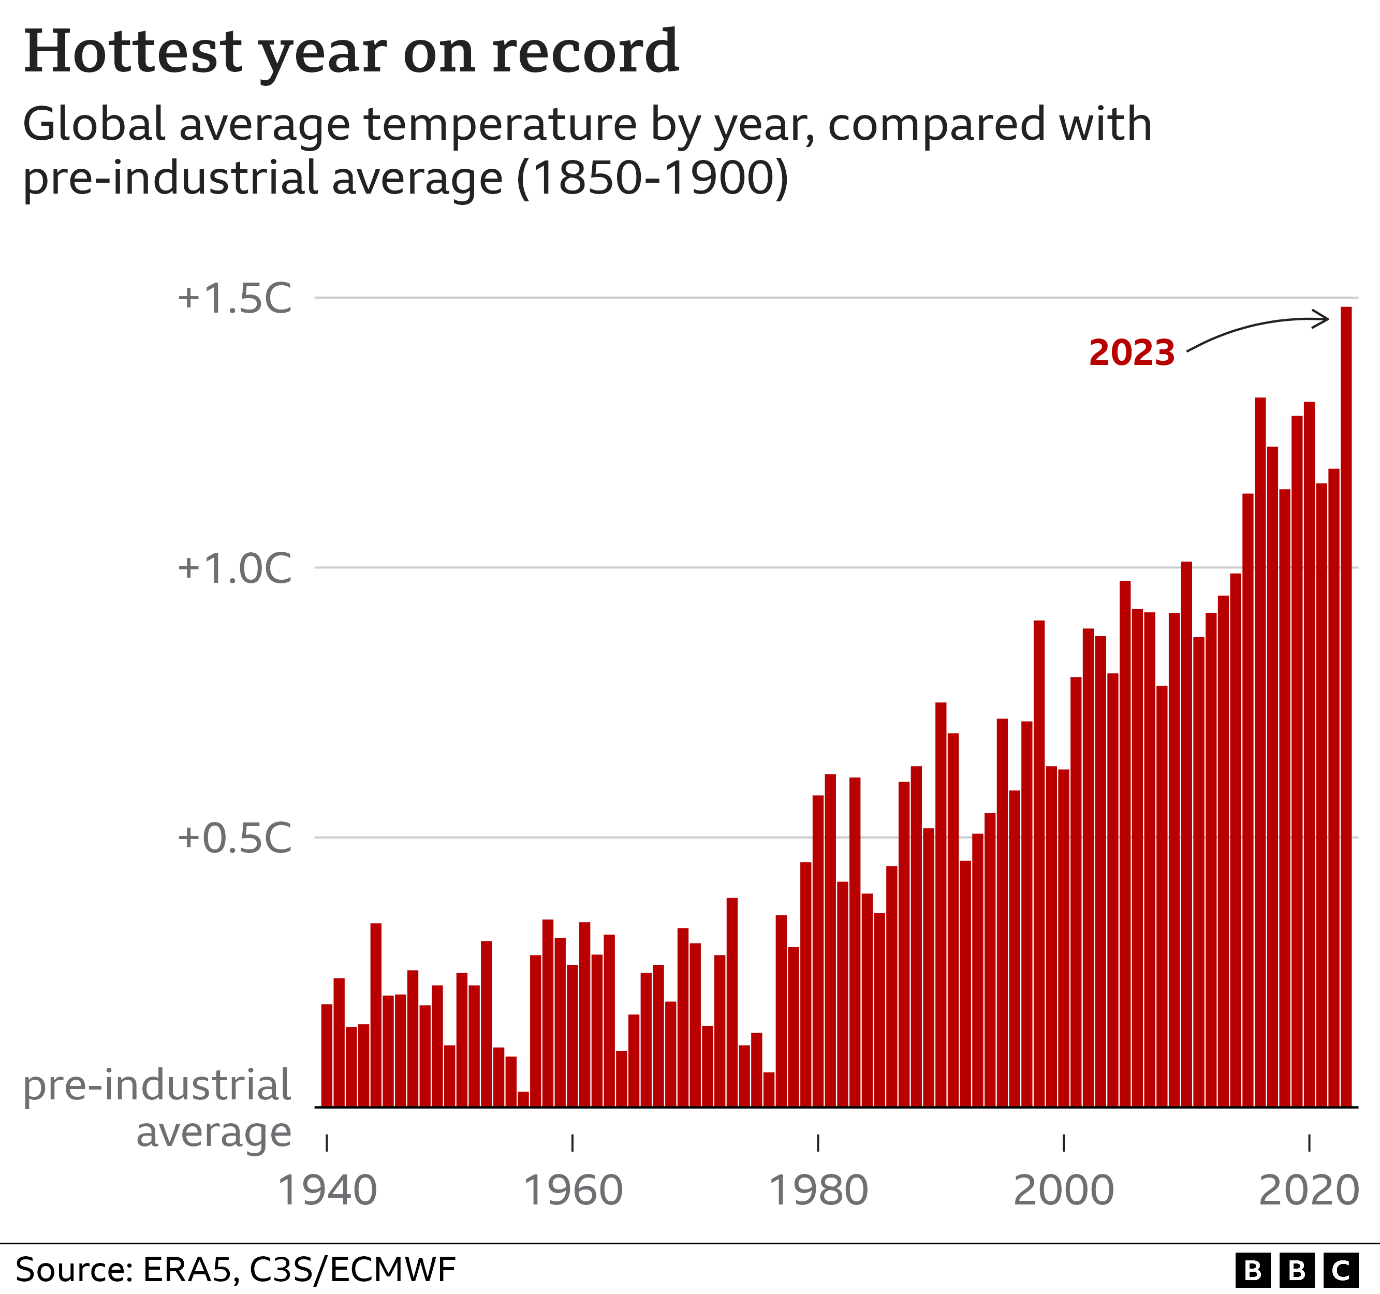 Hottest year on record
Global average temperature by year, compared with
pre-industrial average (1850-1900)
+1.5C
2023
+1.0C
+0.5C
pre-industrial
average
1940 1960 1980 2000 2020
Source: ERA5, C3S/ECMWF
BBC